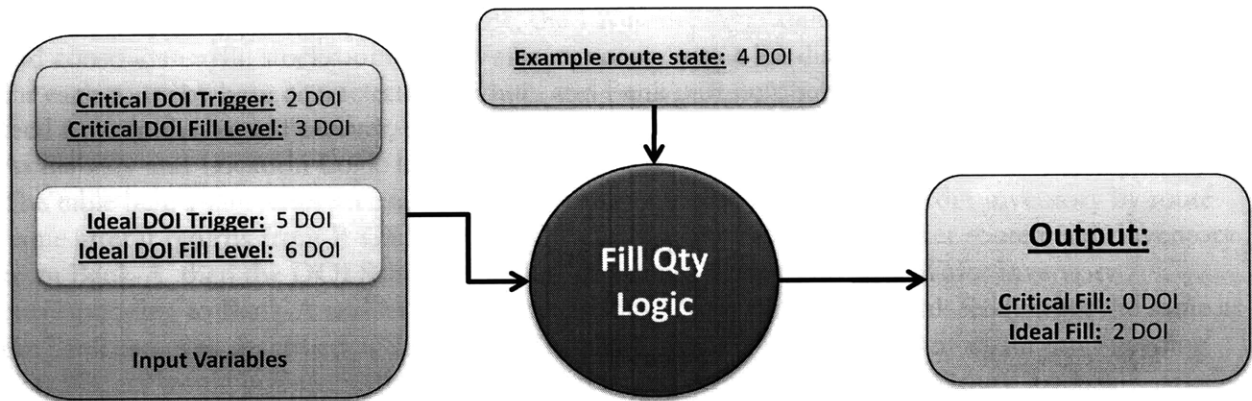 Example route state: 4 DOI
Critical DOI Trigger: 2 DOI
Critical DOI Fill Level: 3 DOI
Ideal DOI Trigger: 5 DOI
Ideal DOI Fill Level: 6 DOI
Input Variables
Fill Qty
Logic
Output:
Critical Fill: 0 DOI
Ideal Fill: 2 DOI